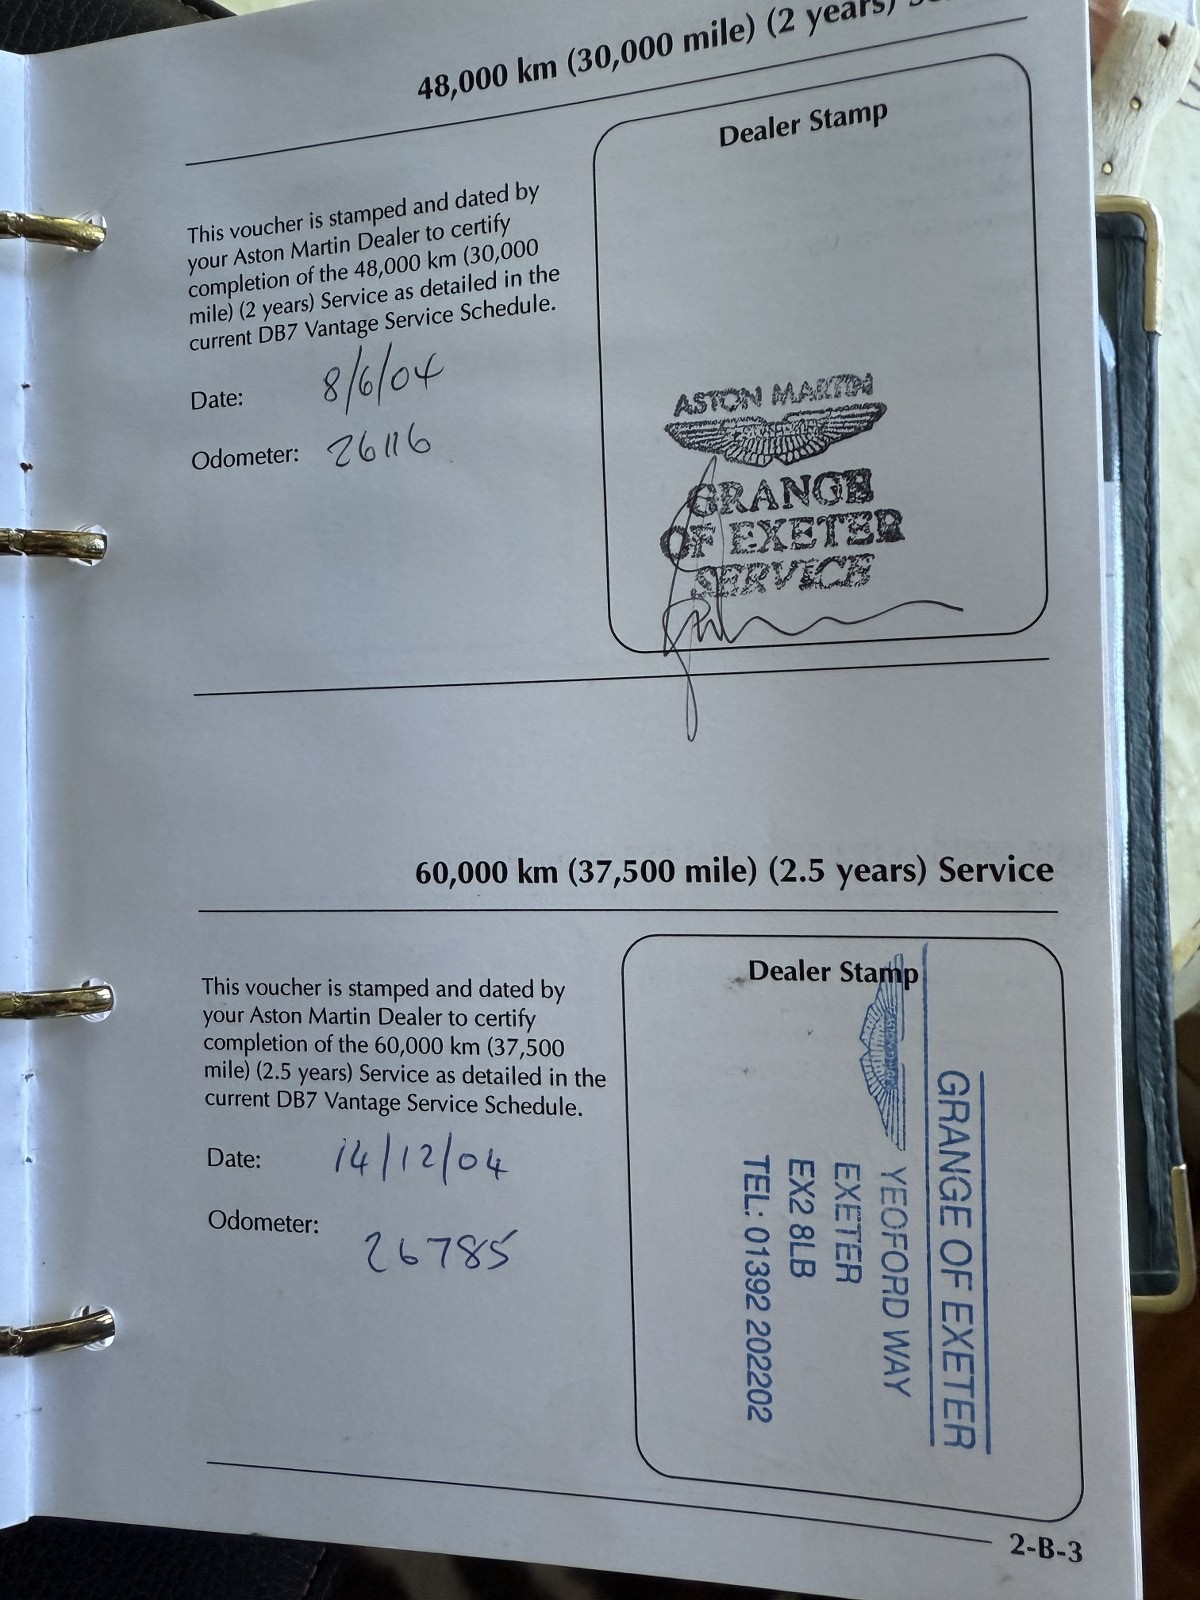 48,000 km (30,000 mile) (2 years)
Dealer Stamp
This voucher is stamped and dated by
your Aston Martin Dealer to certify
completion of the 48,000 km (30,000
mile) (2 years) Service as detailed in the
current DB7 Vantage Service Schedule.
Date: 8/6/04
Odometer: 26116
ASTON MARTIN
GRANGE
OF EXETER
SERVICE
60,000 km (37,500 mile) (2.5 years) Service
Dealer Stamp
This voucher is stamped and dated by
your Aston Martin Dealer to certify
completion of the 60,000 km (37,500
mile) (2.5 years) Service as detailed in the
current DB7 Vantage Service Schedule.
Date: 14/12/04
Odometer: 26785
GRANGE OF EXETER
YEOFORD WAY
EXETER
EX2 8LB
TEL: 01392 202202
2-B-3